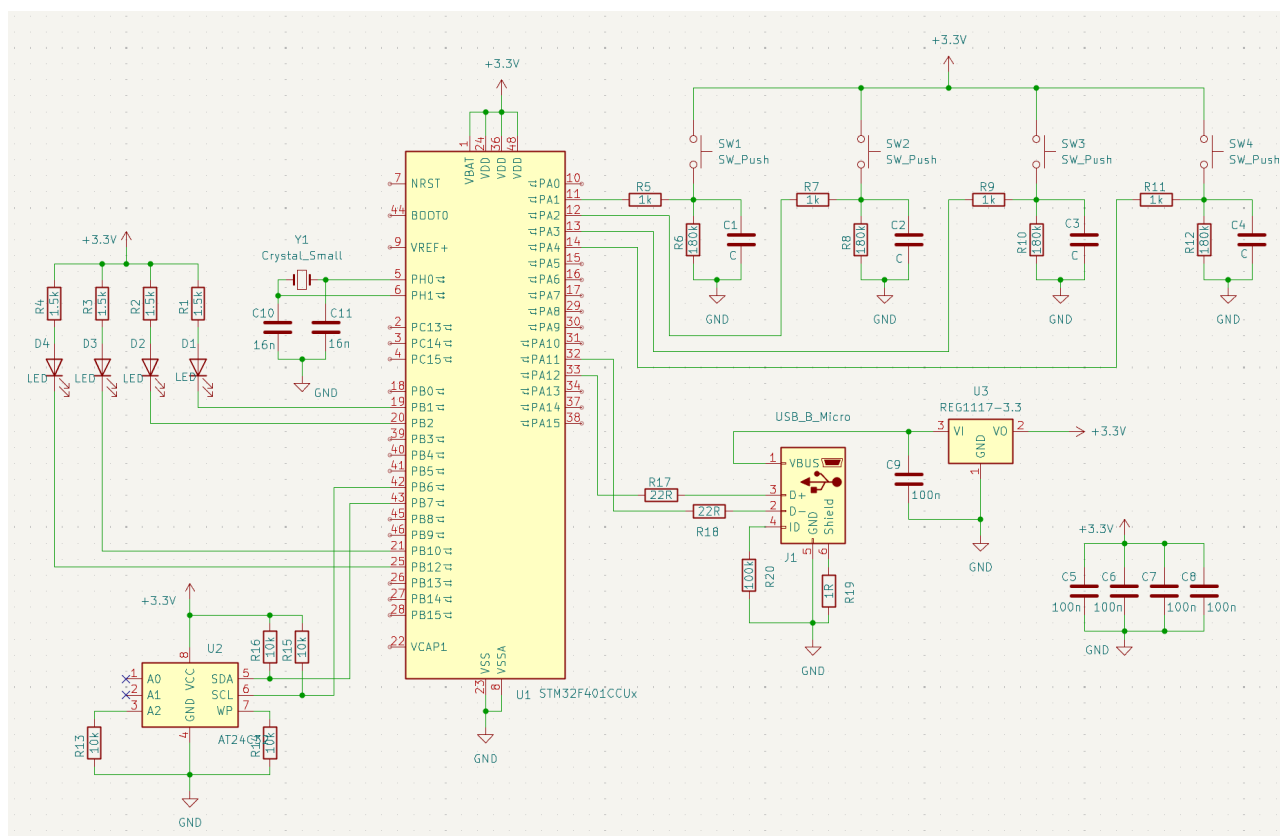 +3.3V
+3.3V
1
24
36
48
VBAT
VDD
VDD
VDD
7 NRST
44 BOOT0
9 VREF+
5 PH0
6 PH1
2 PC13
3 PC14
4 PC15
18 PB0
19 PB1
20 PB2
39 PB3
40 PB4
41 PB5
42 PB6
43 PB7
45 PB8
46 PB9
21 PB10
25 PB12
26 PB13
27 PB14
28 PB15
22 VCAP1
PA0 10
PA1 11
PA2 12
PA3 13
PA4 14
PA5 15
PA6 16
PA7 17
PA8 29
PA9 30
PA10 31
PA11 32
PA12 33
PA13 34
PA14 37
PA15 38
VSS
VSSA
23
8
U1 STM32F401CCUx
GND
SW1
SW_Push
SW2
SW_Push
SW3
SW_Push
SW4
SW_Push
R5
1k
R7
1k
R9
1k
R11
1k
R6
180k
C1
C
R8
180k
C2
C
R10
180k
C3
C
R12
180k
C4
C
GND
GND
GND
GND
+3.3V
R4
1.5k
R3
1.5k
R2
1.5k
R1
1.5k
D4
LED
D3
LED
D2
LED
D1
LED
Y1
Crystal_Small
C10
16n
C11
16n
GND
USB_B_Micro
1 VBUS
3 D+
2 D-
4 ID
GND
Shield
5
6
J1
R17
22R
22R
R18
100k
R20
1R
R19
GND
U3
REG1117-3.3
3 VI
VO 2
GND
1
+3.3V
C9
100n
GND
+3.3V
C5
100n
C6
100n
C7
100n
C8
100n
GND
+3.3V
U2
8
VCC
1 A0
2 A1
3 A2
SDA 5
SCL 6
WP 7
GND
4
R16
10k
R15
10k
R13
10k
10k
GND